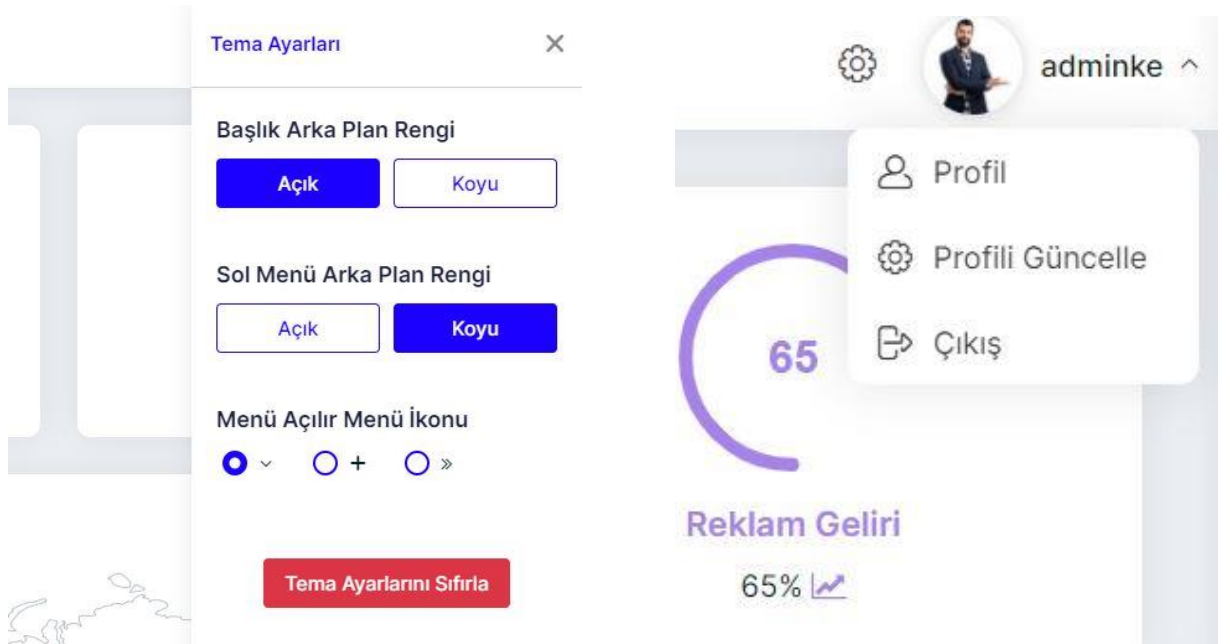 Tema Ayarları
Başlık Arka Plan Rengi
Açık Koyu
Sol Menü Arka Plan Rengi
Açık Koyu
Menü Açılır Menü İkonu
Tema Ayarlarını Sıfırla
adminke
Profil
Profili Güncelle
Çıkış
65
Reklam Geliri
65%